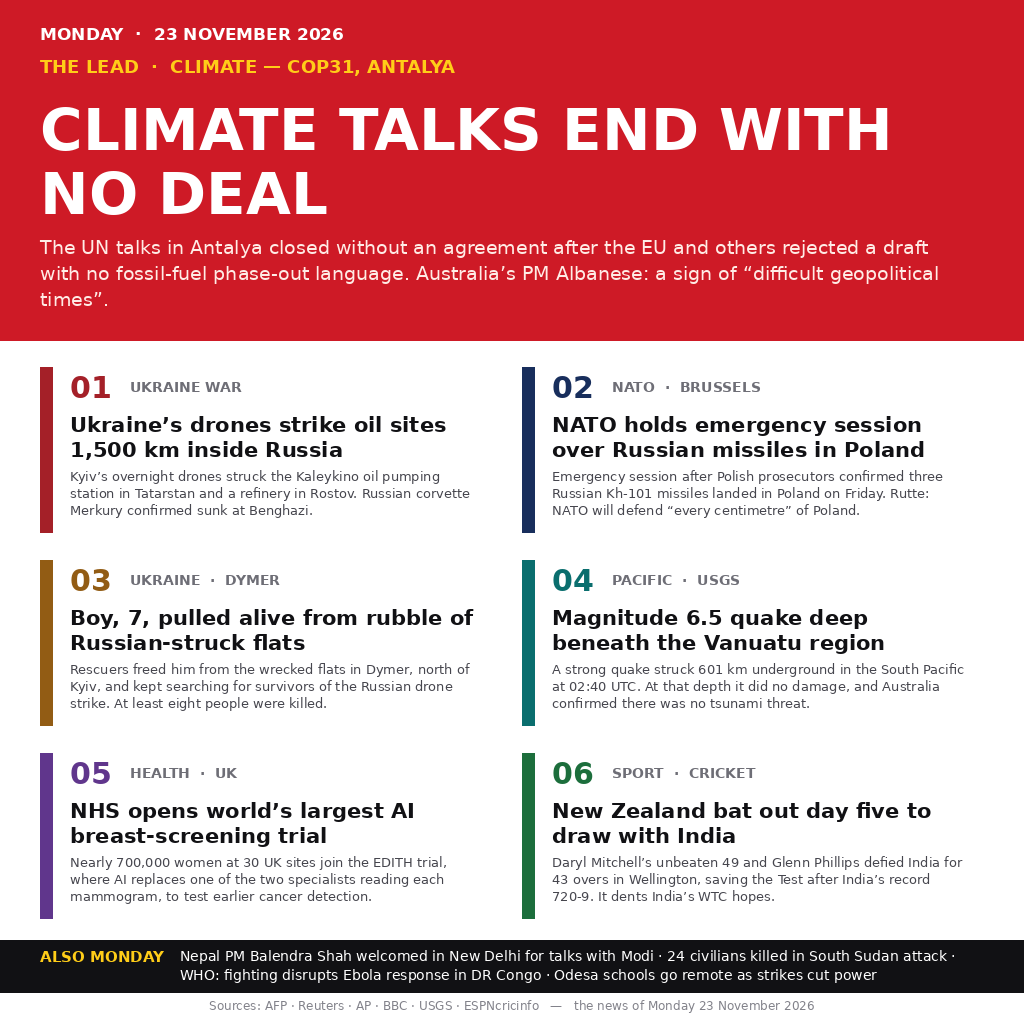 MONDAY · 23 NOVEMBER 2026
THE LEAD · CLIMATE — COP31, ANTALYA
CLIMATE TALKS END WITH
NO DEAL
The UN talks in Antalya closed without an agreement after the EU and others rejected a draft
with no fossil-fuel phase-out language. Australia’s PM Albanese: a sign of “difficult geopolitical
times”.
01 UKRAINE WAR
Ukraine’s drones strike oil sites
1,500 km inside Russia
Kyiv’s overnight drones struck the Kaleykino oil pumping
station in Tatarstan and a refinery in Rostov. Russian corvette
Merkury confirmed sunk at Benghazi.
02 NATO · BRUSSELS
NATO holds emergency session
over Russian missiles in Poland
Emergency session after Polish prosecutors confirmed three
Russian Kh-101 missiles landed in Poland on Friday. Rutte:
NATO will defend “every centimetre” of Poland.
03 UKRAINE · DYMER
Boy, 7, pulled alive from rubble of
Russian-struck flats
Rescuers freed him from the wrecked flats in Dymer, north of
Kyiv, and kept searching for survivors of the Russian drone
strike. At least eight people were killed.
04 PACIFIC · USGS
Magnitude 6.5 quake deep
beneath the Vanuatu region
A strong quake struck 601 km underground in the South Pacific
at 02:40 UTC. At that depth it did no damage, and Australia
confirmed there was no tsunami threat.
05 HEALTH · UK
NHS opens world’s largest AI
breast-screening trial
Nearly 700,000 women at 30 UK sites join the EDITH trial,
where AI replaces one of the two specialists reading each
mammogram, to test earlier cancer detection.
06 SPORT · CRICKET
New Zealand bat out day five to
draw with India
Daryl Mitchell’s unbeaten 49 and Glenn Phillips defied India for
43 overs in Wellington, saving the Test after India’s record
720-9. It dents India’s WTC hopes.
ALSO MONDAY Nepal PM Balendra Shah welcomed in New Delhi for talks with Modi · 24 civilians killed in South Sudan attack ·
WHO: fighting disrupts Ebola response in DR Congo · Odesa schools go remote as strikes cut power
Sources: AFP · Reuters · AP · BBC · USGS · ESPNcricinfo — the news of Monday 23 November 2026